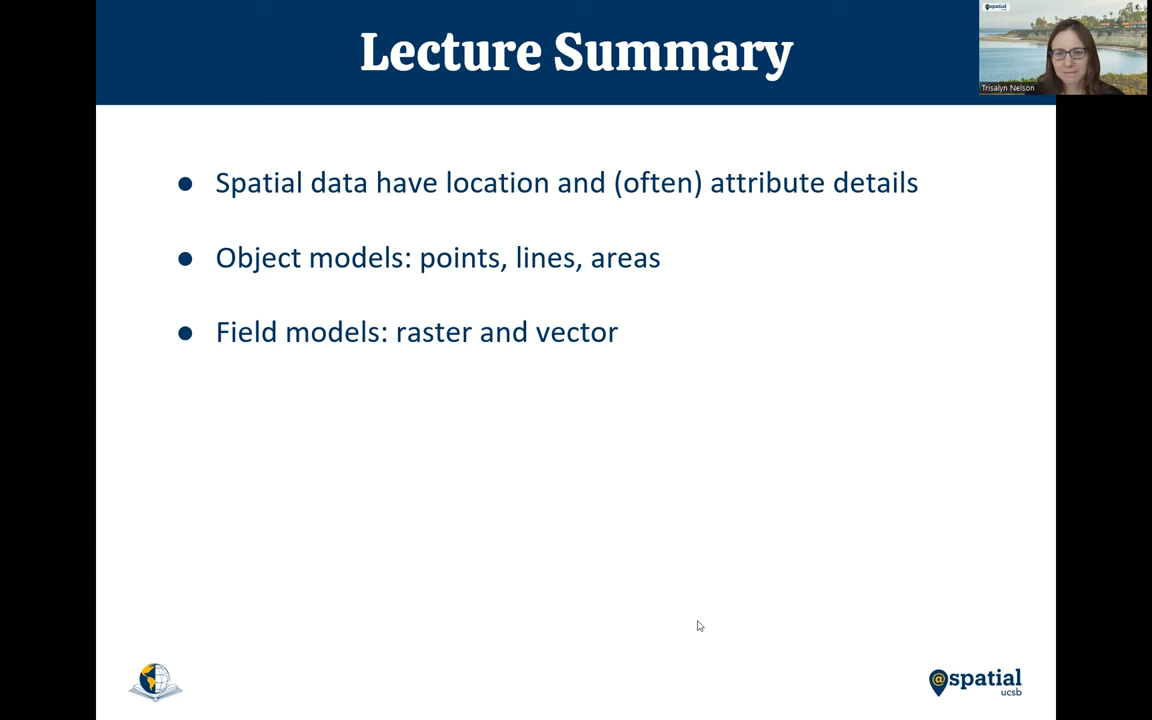 Lecture Summary
spatial
Trisalyn Nelson
● Spatial data have location and (often) attribute details
● Object models: points, lines, areas
● Field models: raster and vector
@spatial
ucsb